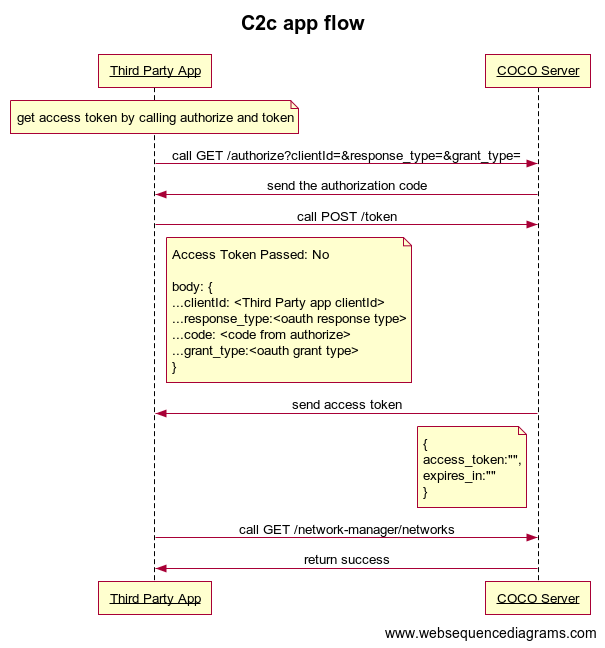 C2c app flow
Third Party App
COCO Server
get access token by calling authorize and token
call GET /authorize?clientId=&response_type=&grant_type=
send the authorization code
call POST /token
Access Token Passed: No
body: {
...clientId: <Third Party app clientId>
...response_type:<oauth response type>
...code: <code from authorize>
...grant_type:<oauth grant type>
}
send access token
{
access_token:"",
expires_in:""
}
call GET /network-manager/networks
return success
Third Party App
COCO Server
www.websequencediagrams.com